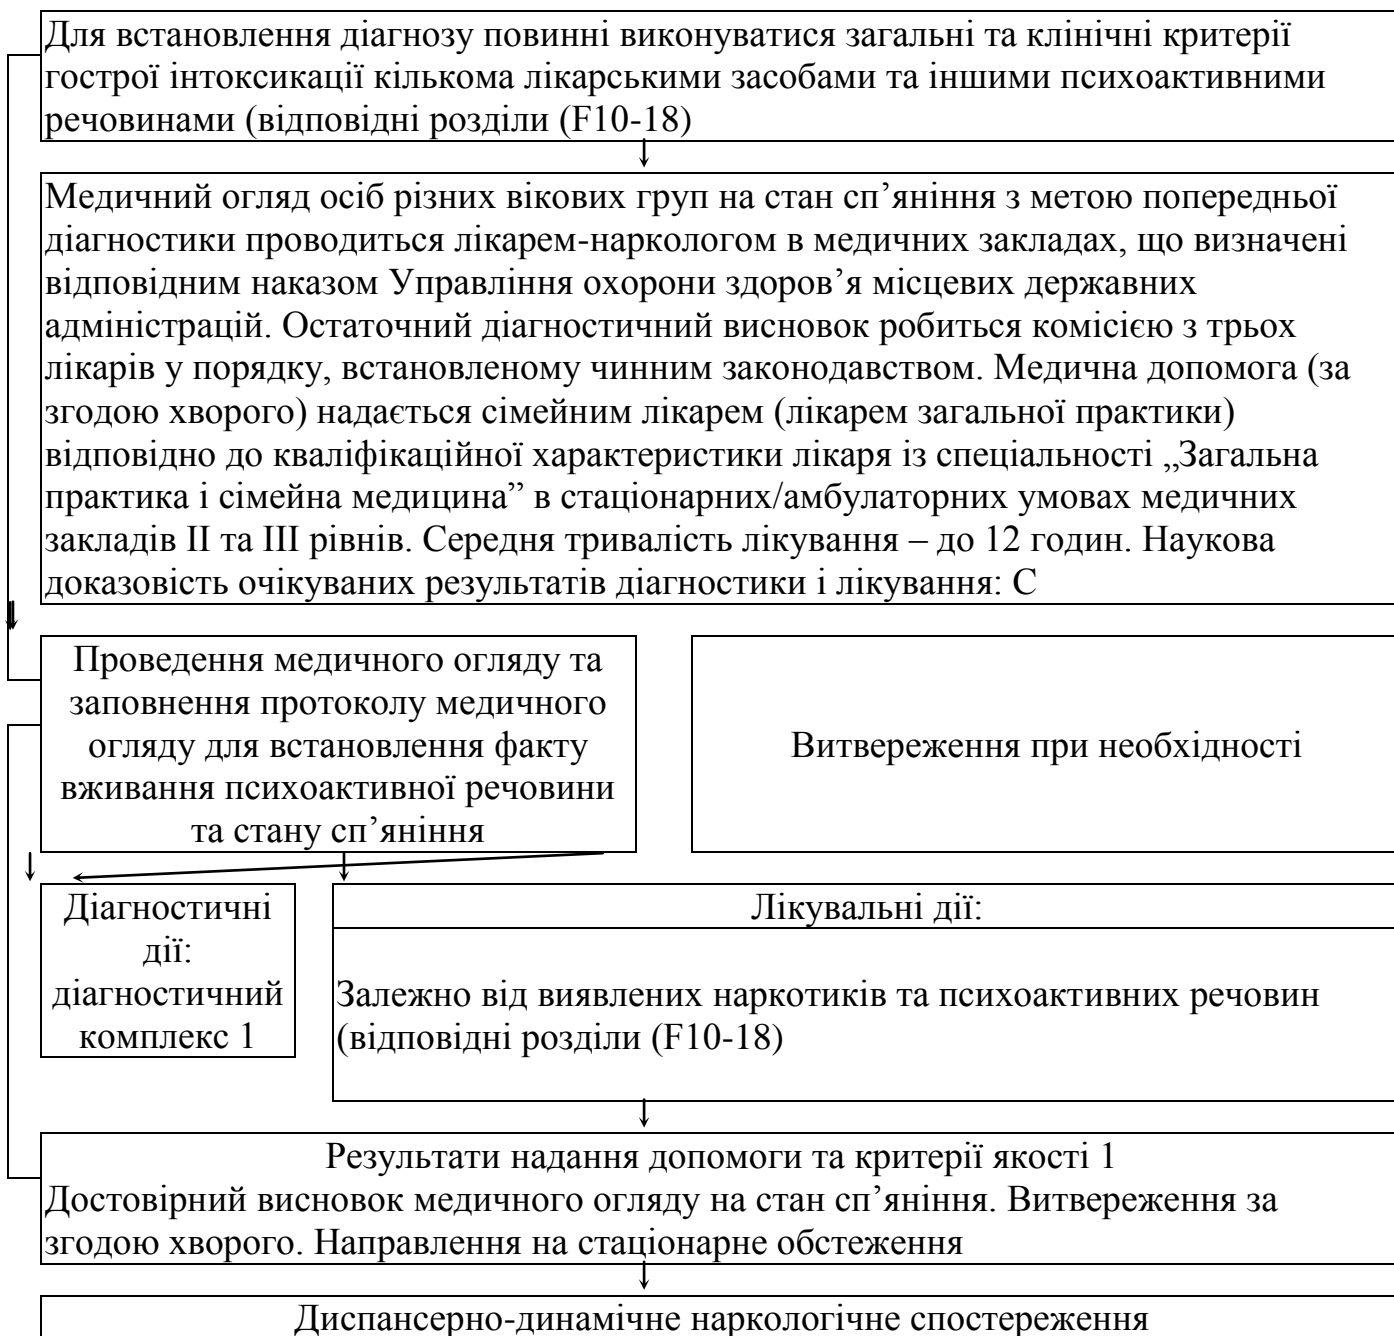 Для встановлення діагнозу повинні виконуватися загальні та клінічні критерії
гострої інтоксикації кількома лікарськими засобами та іншими психоактивними
речовинами (відповідні розділи (F10-18)
Медичний огляд осіб різних вікових груп на стан сп’яніння з метою попередньої
діагностики проводиться лікарем-наркологом в медичних закладах, що визначені
відповідним наказом Управління охорони здоров’я місцевих державних
адміністрацій. Остаточний діагностичний висновок робиться комісією з трьох
лікарів у порядку, встановленому чинним законодавством. Медична допомога (за
згодою хворого) надається сімейним лікарем (лікарем загальної практики)
відповідно до кваліфікаційної характеристики лікаря із спеціальності „Загальна
практика і сімейна медицина” в стаціонарних/амбулаторних умовах медичних
закладів ІІ та ІІІ рівнів. Середня тривалість лікування – до 12 годин. Наукова
доказовість очікуваних результатів діагностики і лікування: С
Проведення медичного огляду та
заповнення протоколу медичного
огляду для встановлення факту
вживання психоактивної речовини
та стану сп’яніння
Витвереження при необхідності
Діагностичні
дії:
діагностичний
комплекс 1
Лікувальні дії:
Залежно від виявлених наркотиків та психоактивних речовин
(відповідні розділи (F10-18)
Результати надання допомоги та критерії якості 1
Достовірний висновок медичного огляду на стан сп’яніння. Витвереження за
згодою хворого. Направлення на стаціонарне обстеження
Диспансерно-динамічне наркологічне спостереження